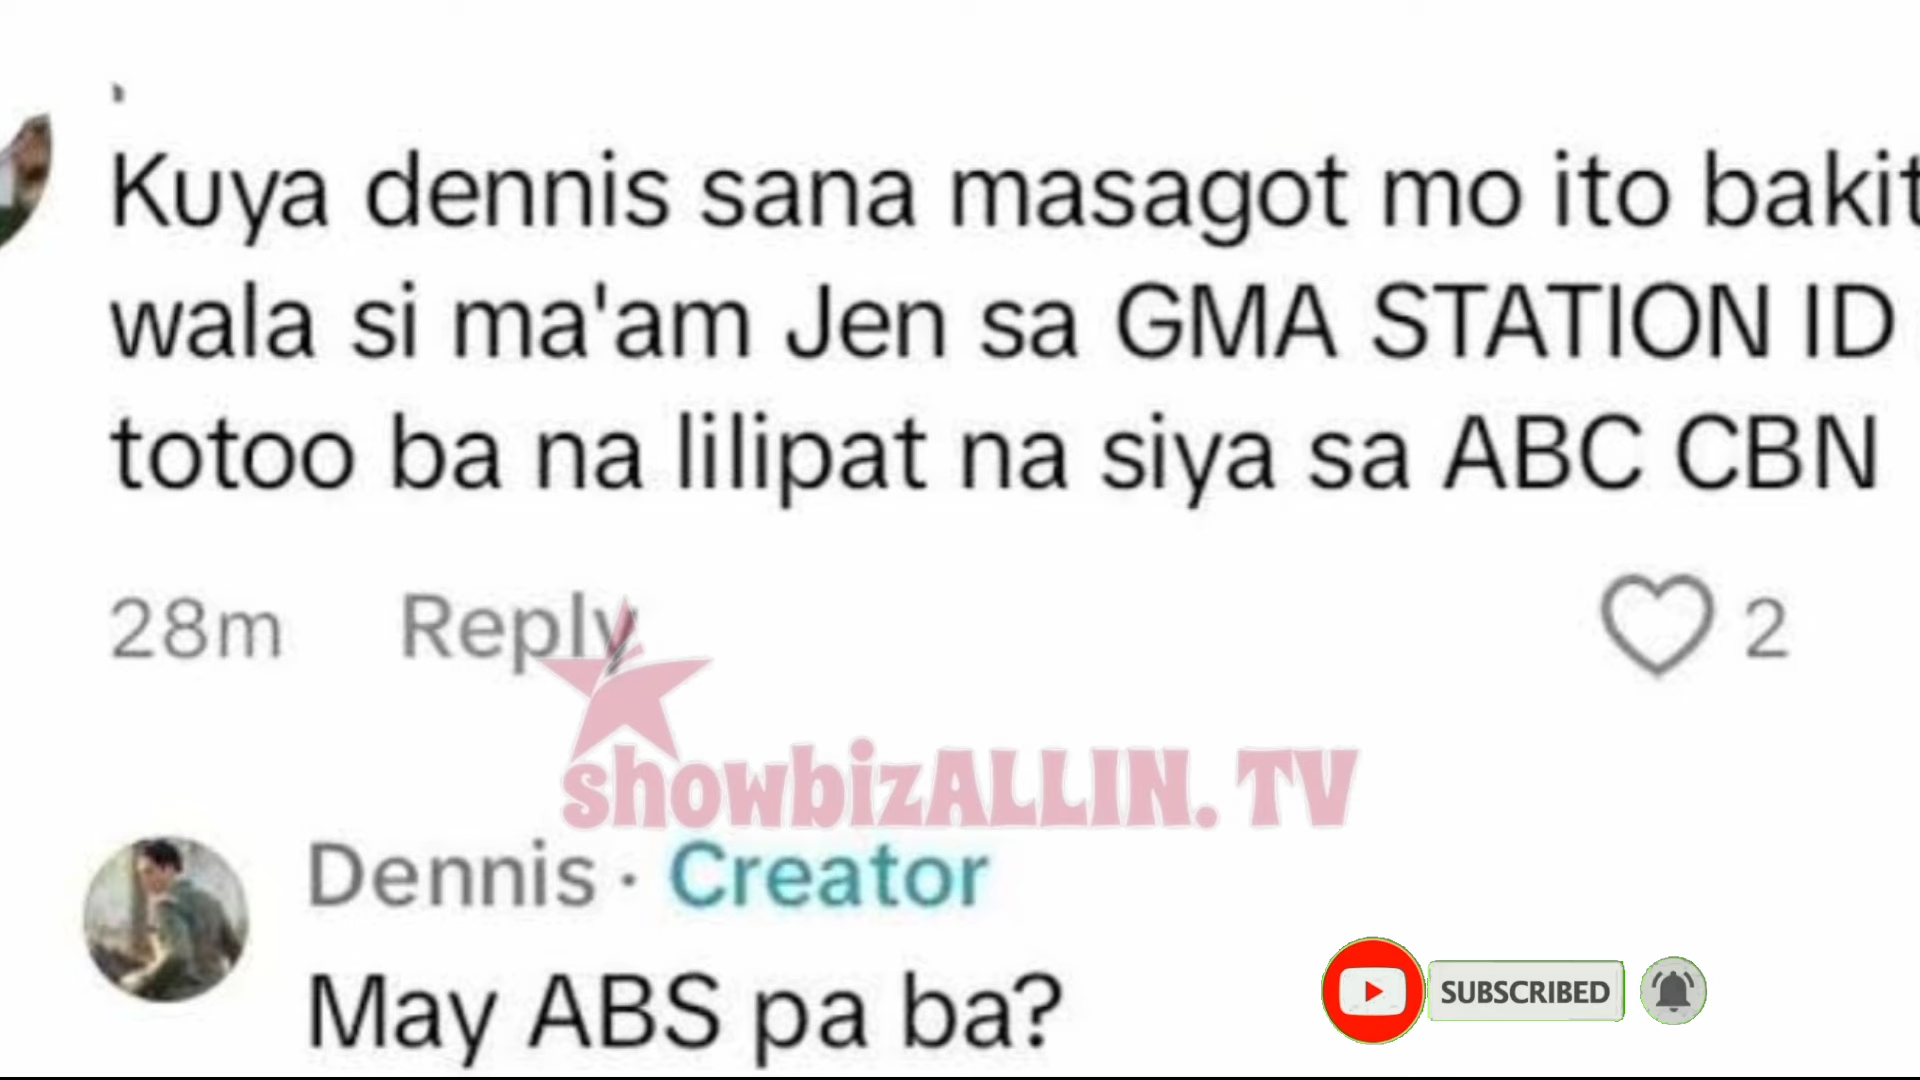 Kuya dennis sana masagot mo ito bakit
wala si ma'am Jen sa GMA STATION ID
totoo ba na lilipat na siya sa ABC CBN
28m Reply 2
showbizALLIN.TV
Dennis · Creator
May ABS pa ba?
SUBSCRIBED